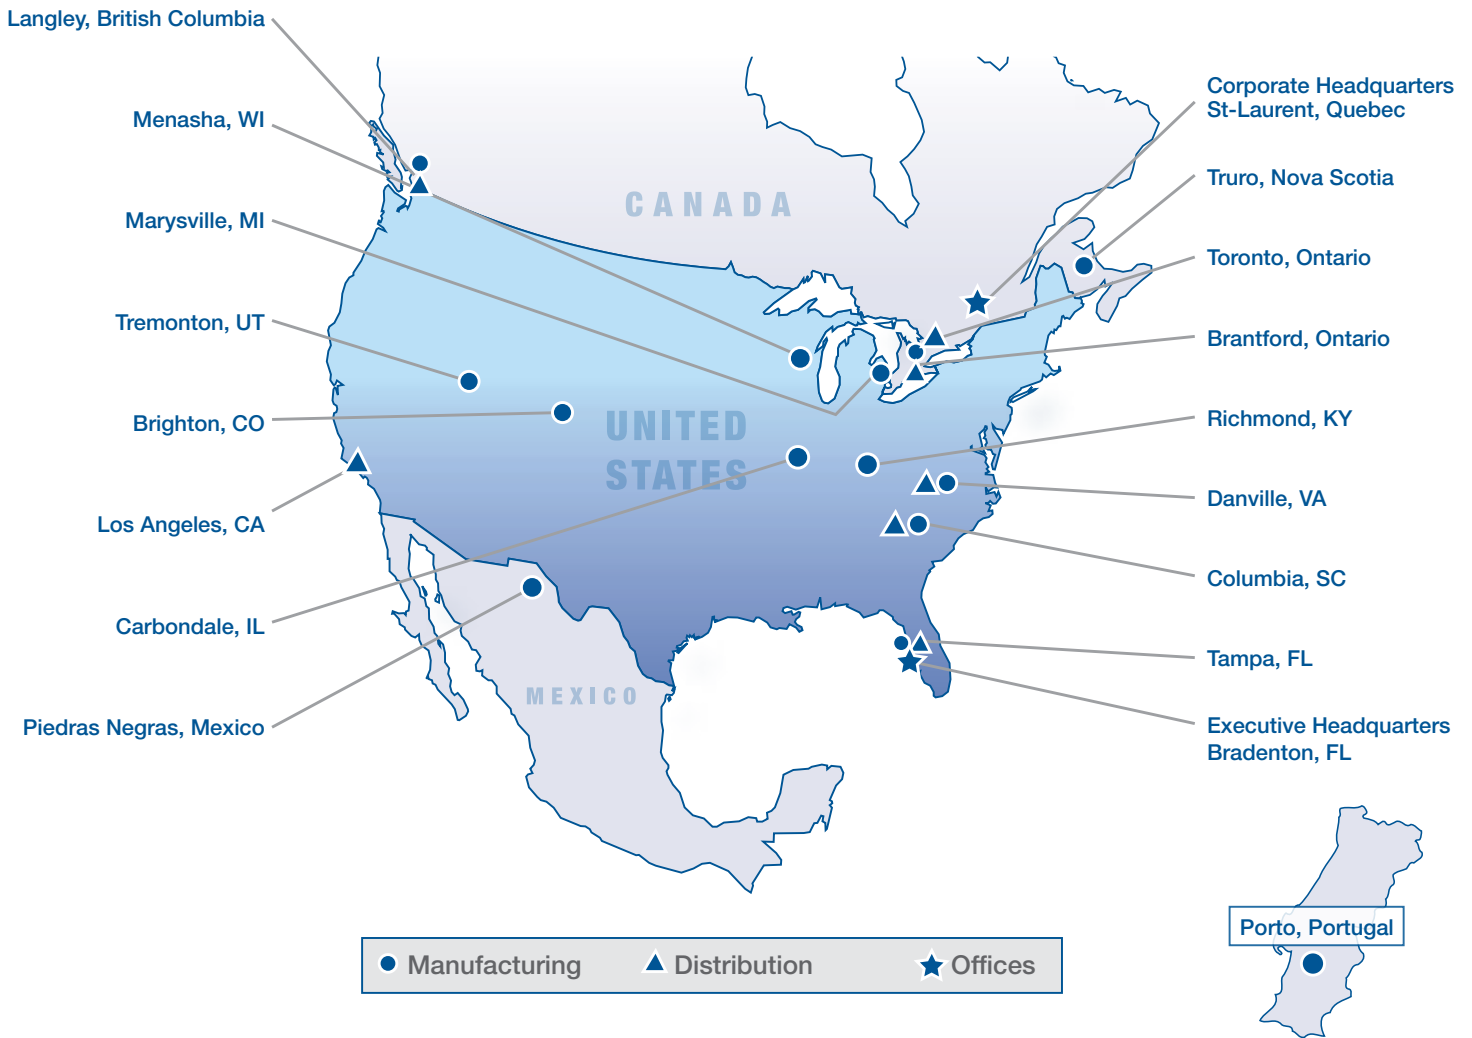 Langley, British Columbia
Menasha, WI
Marysville, MI
Tremonton, UT
Brighton, CO
Los Angeles, CA
Carbondale, IL
Piedras Negras, Mexico
CANADA
UNITED
STATES
MEXICO
Corporate Headquarters
St-Laurent, Quebec
Truro, Nova Scotia
Toronto, Ontario
Brantford, Ontario
Richmond, KY
Danville, VA
Columbia, SC
Tampa, FL
Executive Headquarters
Bradenton, FL
Porto, Portugal
Manufacturing
Distribution
Offices